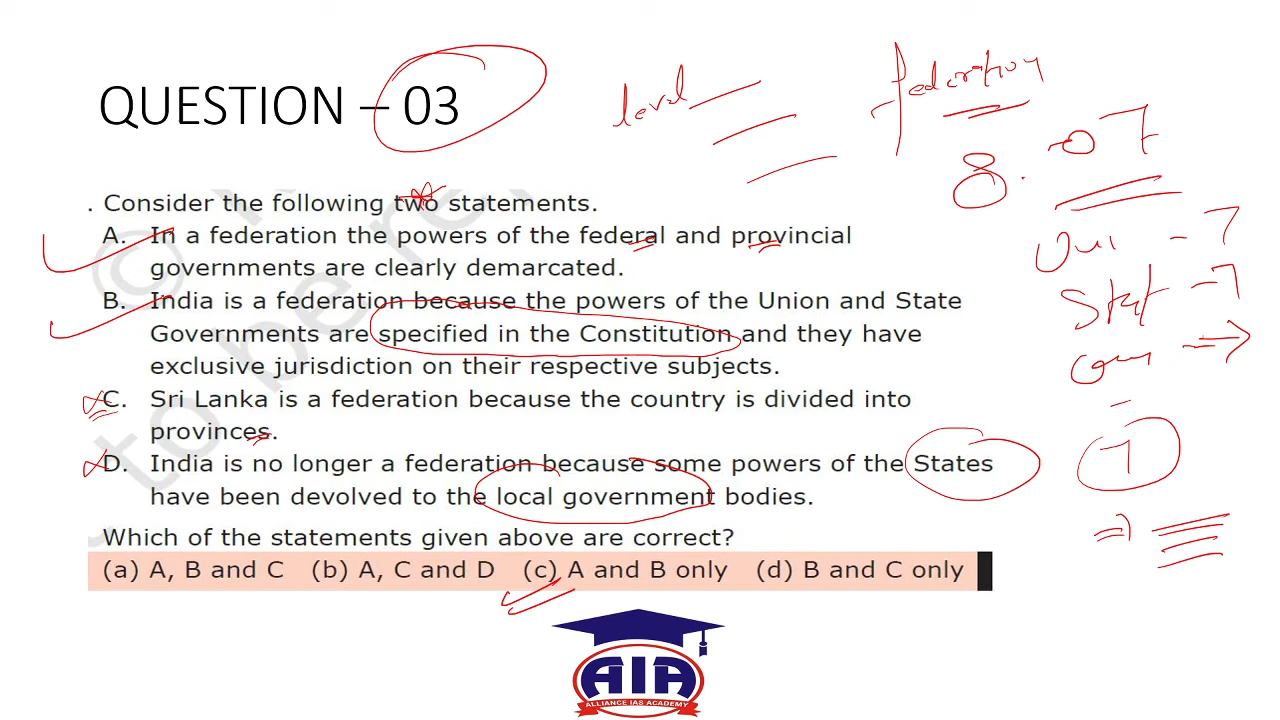 QUESTION – 03
level
federation
8.07
. Consider the following two statements.
A. In a federation the powers of the federal and provincial
governments are clearly demarcated.
B. India is a federation because the powers of the Union and State
Governments are specified in the Constitution and they have
exclusive jurisdiction on their respective subjects.
C. Sri Lanka is a federation because the country is divided into
provinces.
D. India is no longer a federation because some powers of the States
have been devolved to the local government bodies.
Which of the statements given above are correct?
(a) A, B and C (b) A, C and D (c) A and B only (d) B and C only
AIA
ALLIANCE IAS ACADEMY